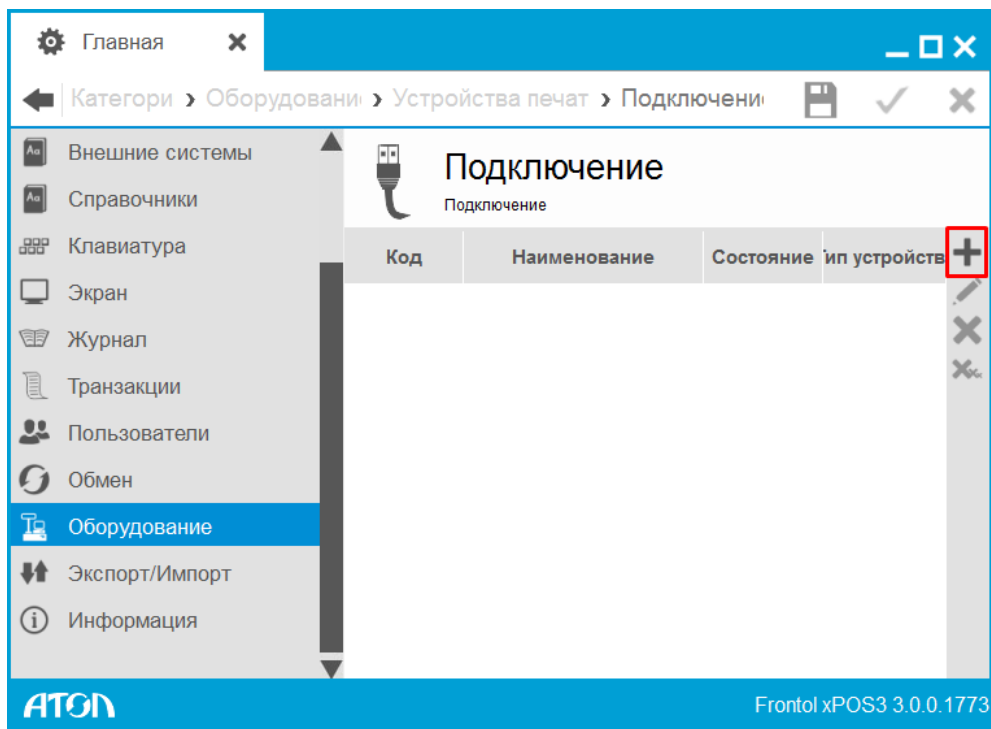 Главная
Категори › Оборудовани › Устройства печат › Подключени
Внешние системы
Справочники
Клавиатура
Экран
Журнал
Транзакции
Пользователи
Обмен
Оборудование
Экспорт/Импорт
Информация
Подключение
Подключение
Код Наименование Состояние ип устройств
АТОЛ
Frontol xPOS3 3.0.0.1773